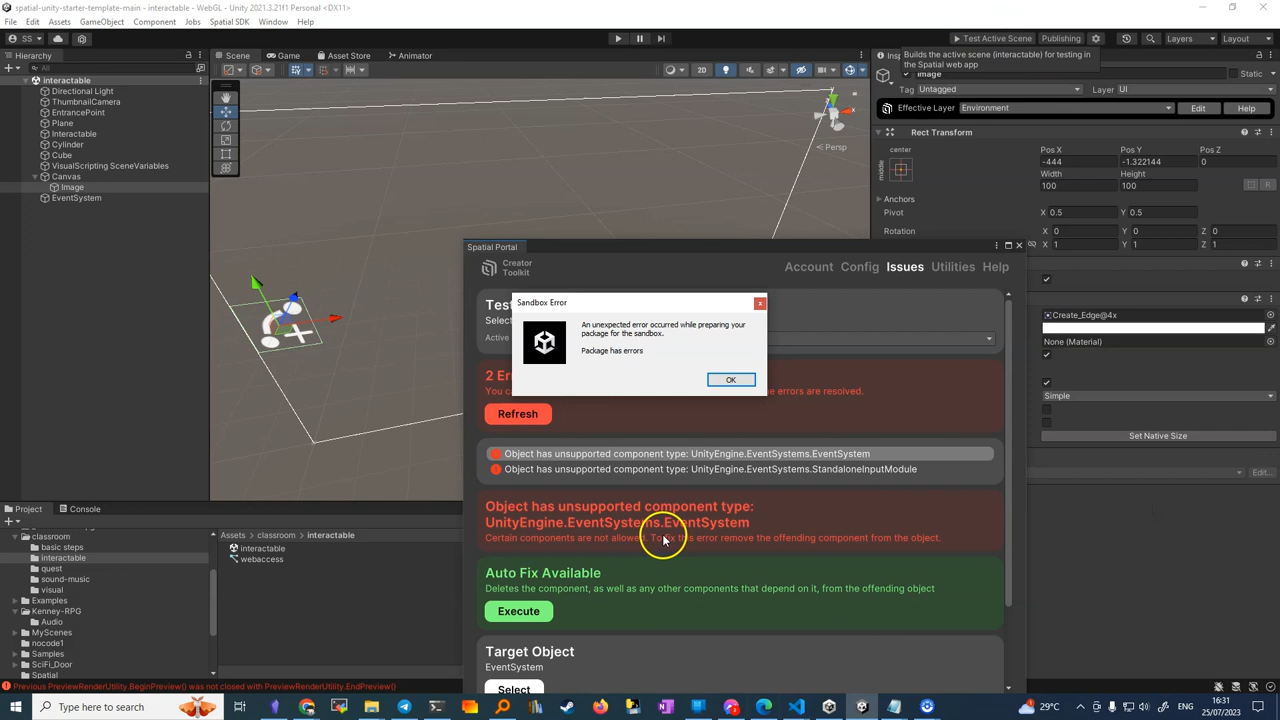 spatial-unity-starter-template-main - interactable - WebGL - Unity 2021.3.21f1 Personal <DX11>
File Edit Assets GameObject Component Jobs Spatial SDK Window Help
SS
Test Active Scene Publishing Layers Layout
Hierarchy
Scene Game Asset Store Animator
Builds the active scene (interactable) for testing in
the Spatial web app
All
2D
Image Static
Tag Untagged Layer UI
Effective Layer Environment Edit Help
interactable
Directional Light
ThumbnailCamera
EntrancePoint
Plane
Interactable
Cylinder
Cube
VisualScripting SceneVariables
Canvas
Image
EventSystem
Persp
Rect Transform
center
middle
Pos X Pos Y Pos Z
-444 -1.322144 0
Width Height
100 100
R
Anchors
Pivot X 0.5 Y 0.5
Rotation X 0 Y 0 Z 0
X 1 Y 1 Z 1
Create_Edge@4x
None (Material)
Simple
Set Native Size
Edit...
Spatial Portal
Creator
Toolkit
Account Config Issues Utilities Help
Sandbox Error
An unexpected error occurred while preparing your
package for the sandbox.
Package has errors
OK
Refresh
Object has unsupported component type: UnityEngine.EventSystems.EventSystem
Object has unsupported component type: UnityEngine.EventSystems.StandaloneInputModule
Object has unsupported component type:
UnityEngine.EventSystems.EventSystem
Certain components are not allowed. To fix this error remove the offending component from the object.
Auto Fix Available
Deletes the component, as well as any other components that depend on it, from the offending object
Execute
Target Object
EventSystem
Select
Project Console
classroom
basic steps
interactable
quest
sound-music
visual
Examples
Kenney-RPG
Audio
MyScenes
nocode1
Samples
SciFi_Door
Spatial
Assets > classroom > interactable
interactable
webaccess
Previous PreviewRenderUtility.BeginPreview() was not closed with PreviewRenderUtility.EndPreview()
Type here to search
29°C
16:31
25/07/2023